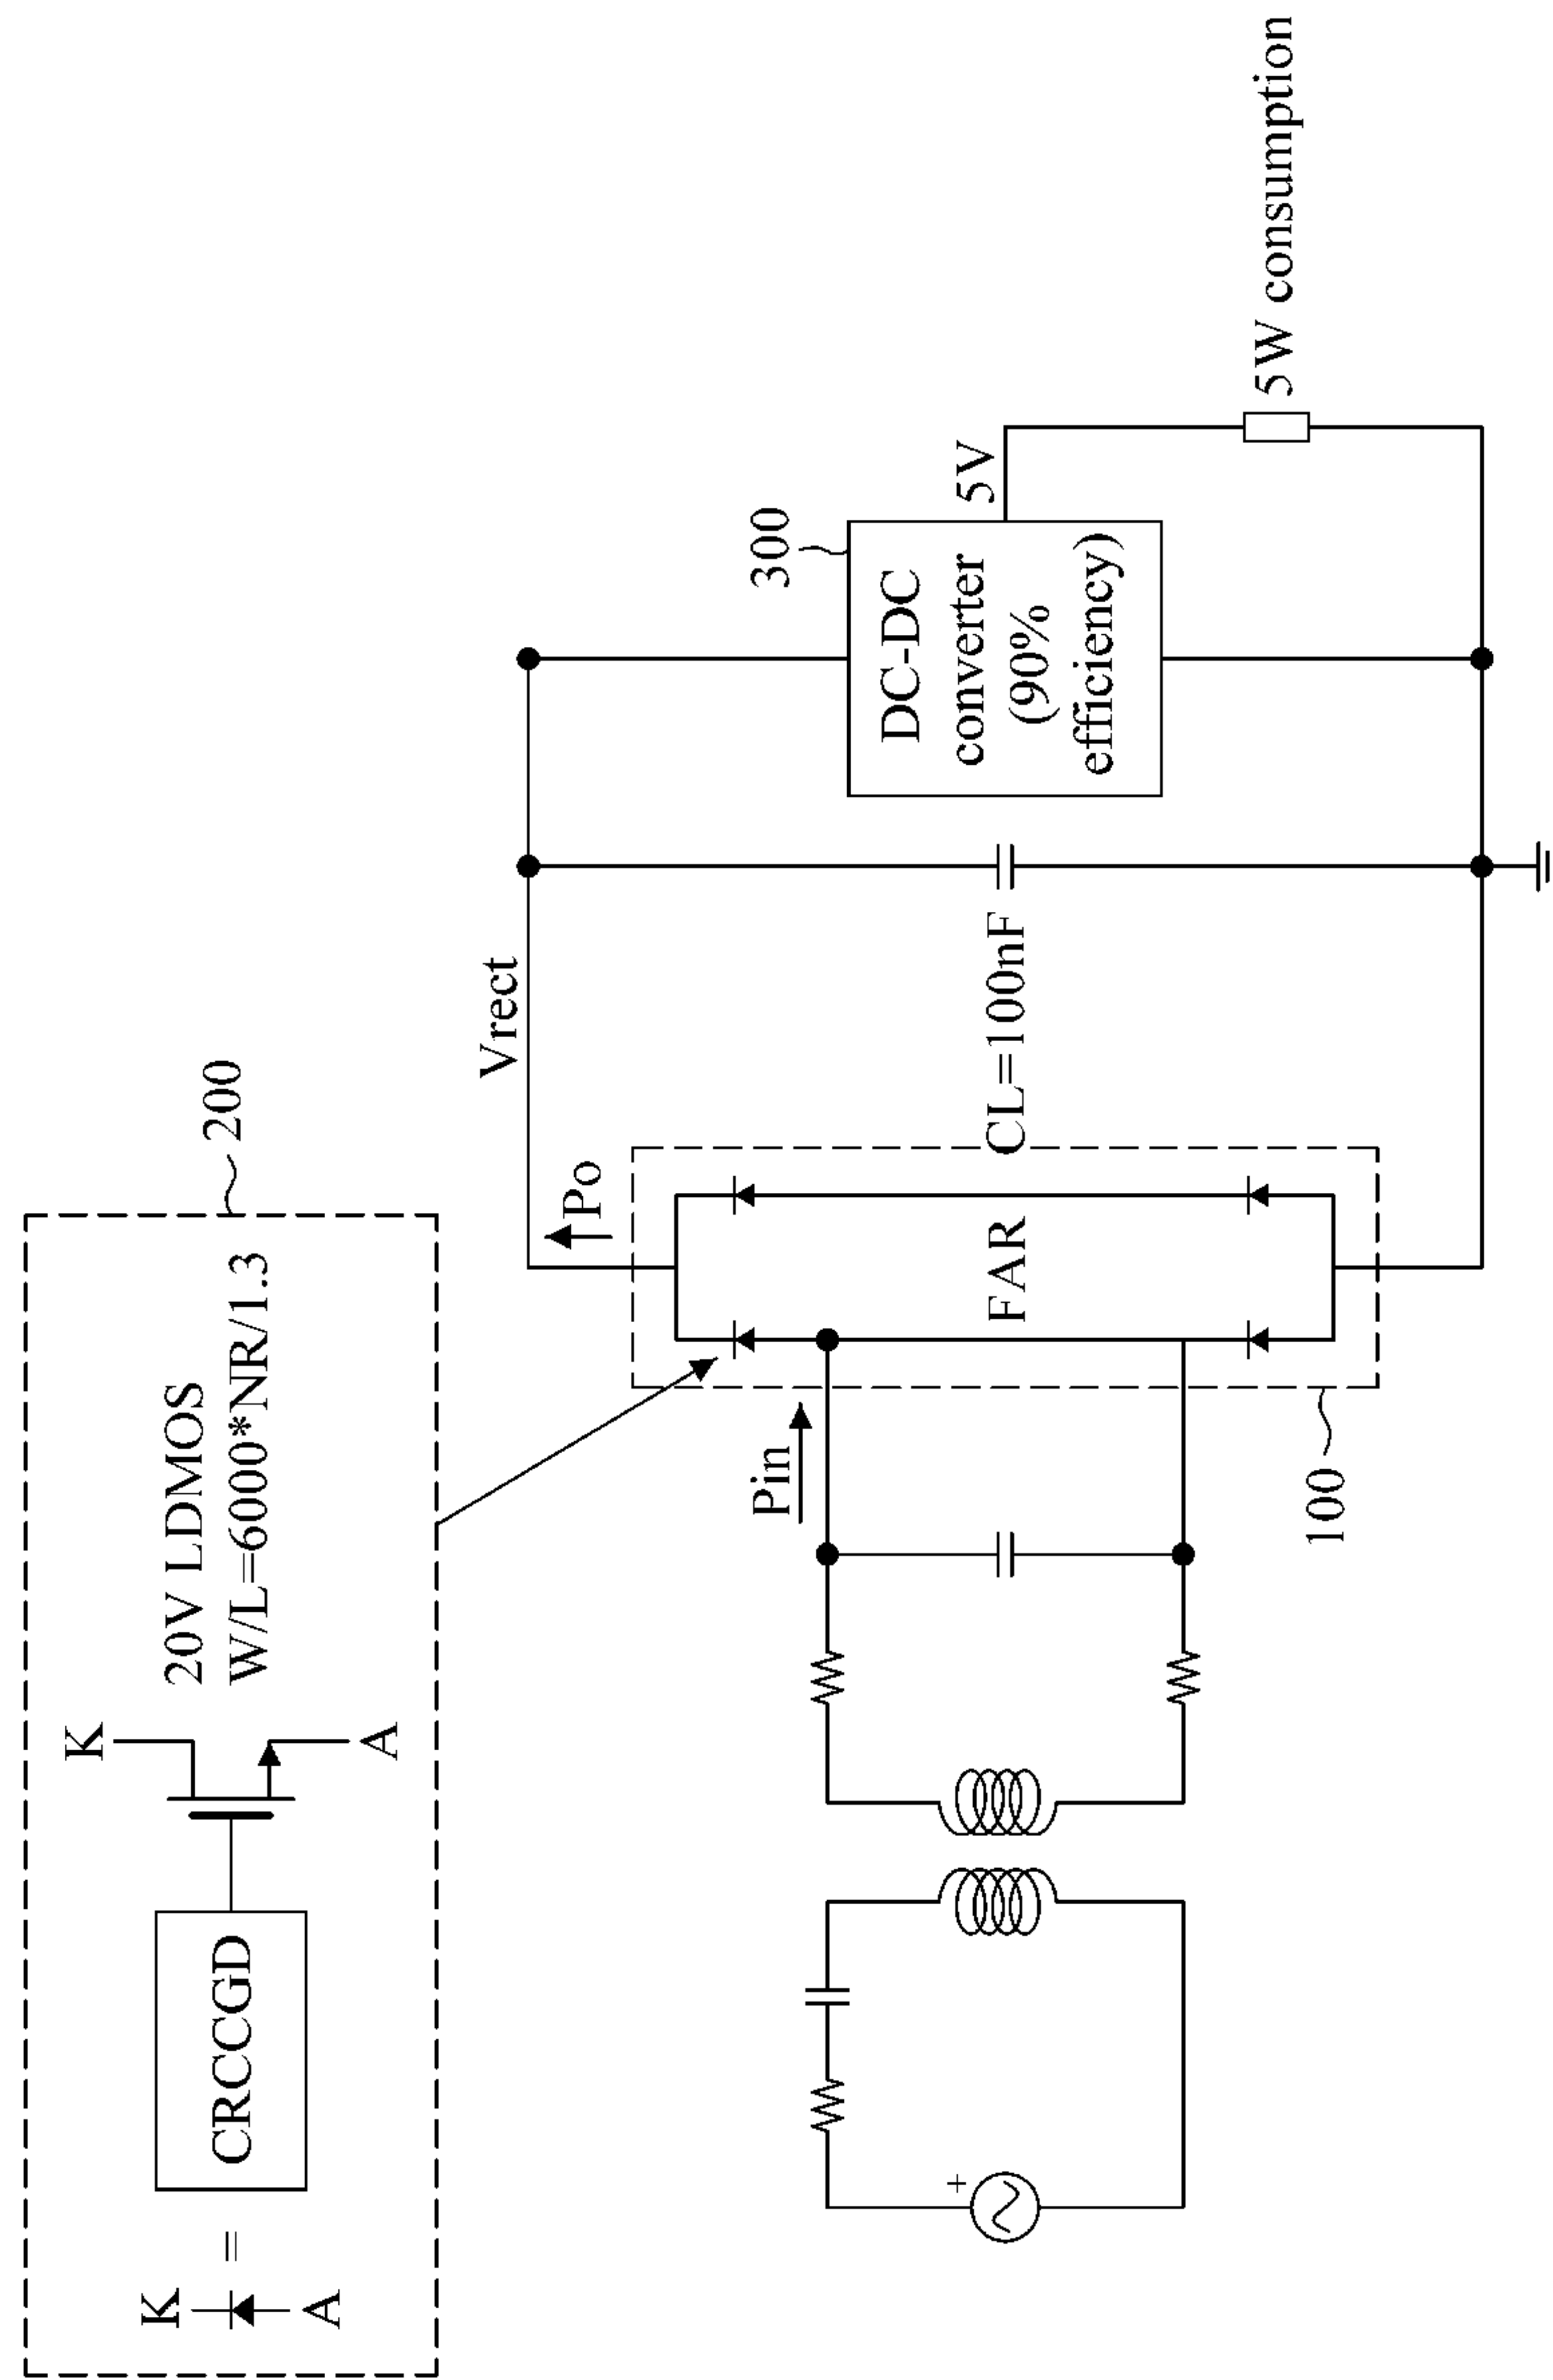 200
K
A
=
CRCCGD
K
A
20V LDMOS
W/L=6000*NR/1.3
Vrect
Po
Pin
FAR
100
CL=100nF
300
DC-DC
converter
(90%
efficiency)
5V
5W consumption
+